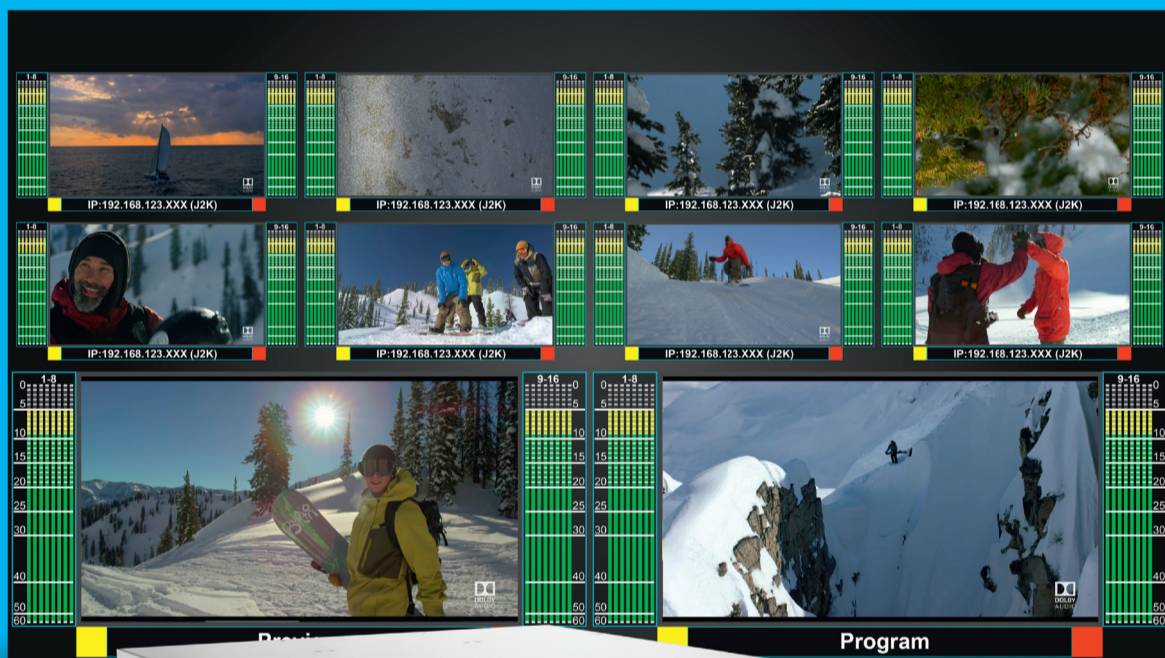 1-8 9-16 1-8 9-16 1-8 9-16 1-8 9-16
IP:192.168.123.XXX (J2K) IP:192.168.123.XXX (J2K) IP:192.168.123.XXX (J2K) IP:192.168.123.XXX (J2K)
1-8 9-16 1-8 9-16 1-8 9-16 1-8 9-16
IP:192.168.123.XXX (J2K) IP:192.168.123.XXX (J2K) IP:192.168.123.XXX (J2K) IP:192.168.123.XXX (J2K)
1-8 9-16 1-8 9-16
0 0 0 0
5 5 5 5
10 10 10 10
15 15 15 15
20 20 20 20
25 25 25 25
30 30 30 30
40 40 40 40
50 50 50 50
60 60 60 60
DOLBY DOLBY
AUDIO AUDIO
Program